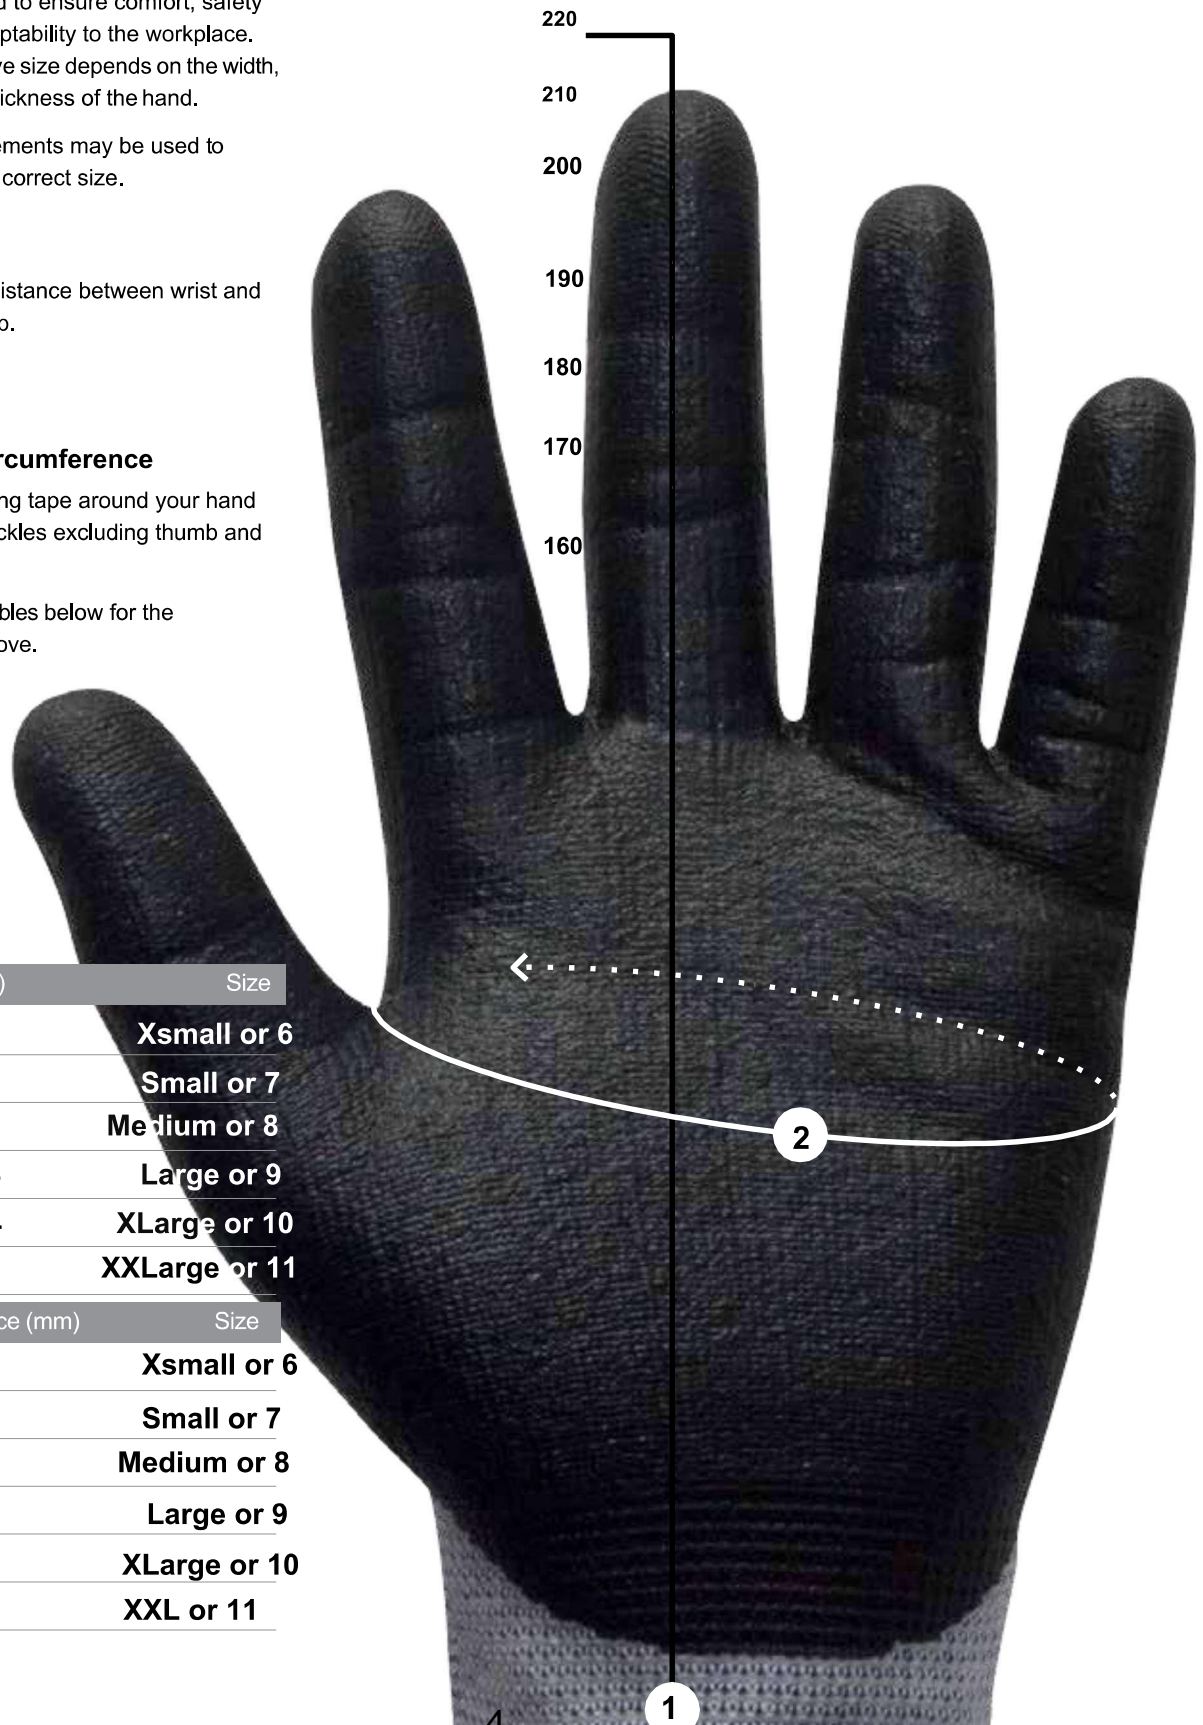 d to ensure comfort, safety
ptability to the workplace.
ve size depends on the width,
ickness of the hand.
ements may be used to
correct size.
istance between wrist and
p.
rcumference
ng tape around your hand
ckles excluding thumb and
bles below for the
ove.
220
210
200
190
180
170
160
) Size
Xsmall or 6
Small or 7
Medium or 8
Large or 9
XLarge or 10
XXLarge or 11
ce (mm) Size
Xsmall or 6
Small or 7
Medium or 8
Large or 9
XLarge or 10
XXL or 11
2
1
4